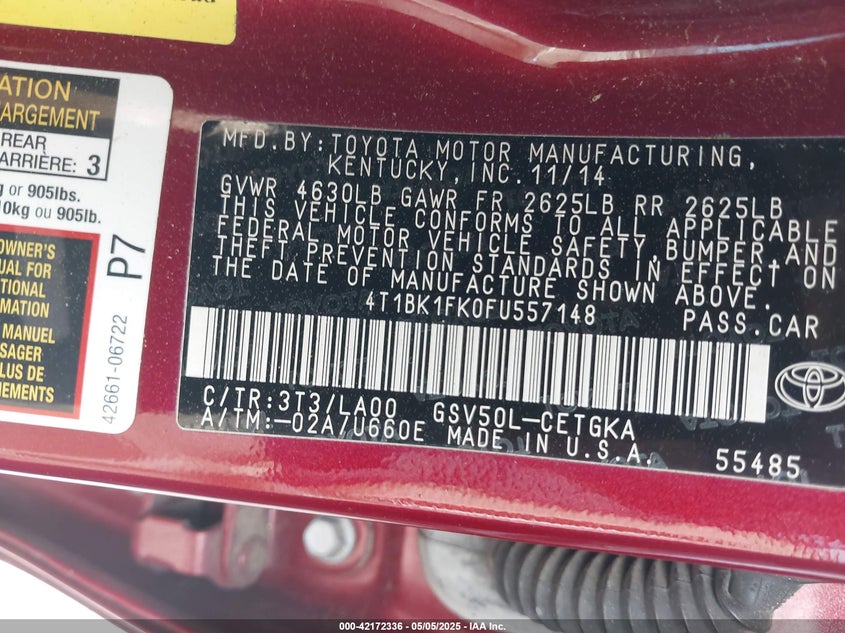 ATION
CHARGEMENT
REAR
ARRIÈRE: 3
g or 905lbs.
10kg ou 905lb.
OWNER'S
UAL FOR
TIONAL
RMATION
MANUEL
SAGER
LUS DE
NEMENTS
42661-06722 P7
MFD.BY:TOYOTA MOTOR MANUFACTURING,
KENTUCKY, INC. 11/14
GVWR 4630LB GAWR FR 2625LB RR 2625LB
THIS VEHICLE CONFORMS TO ALL APPLICABLE
FEDERAL MOTOR VEHICLE SAFETY,BUMPER,AND
THEFT PREVENTION STANDARDS IN EFFECT ON
THE DATE OF MANUFACTURE SHOWN ABOVE.
4T1BK1FK0FU557148 PASS.CAR
C/TR:3T3/LA00 GSV50L-CETGKA
A/TM:-02A/U660E MADE IN U.S.A.
55485
000-42172336 - 05/05/2025 - IAA Inc.